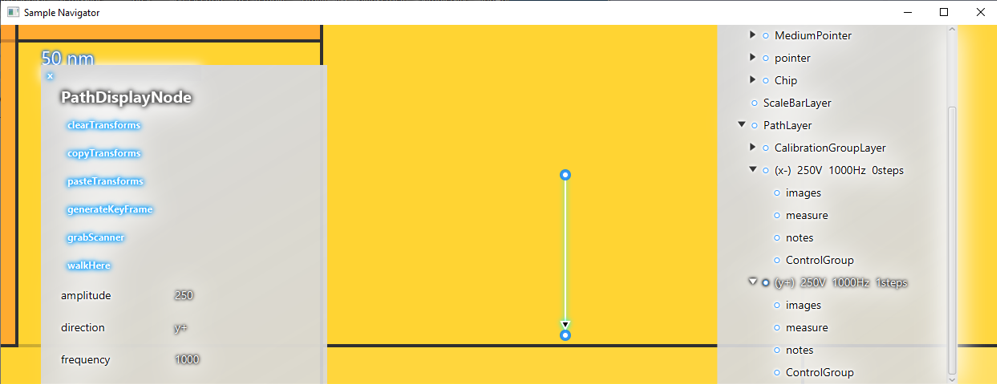 Sample Navigator
50 nm
x
PathDisplayNode
clearTransforms
copyTransforms
pasteTransforms
generateKeyFrame
grabScanner
walkHere
amplitude 250
direction y+
frequency 1000
MediumPointer
pointer
Chip
ScaleBarLayer
PathLayer
CalibrationGroupLayer
(x-) 250V 1000Hz 0steps
images
measure
notes
ControlGroup
(y+) 250V 1000Hz 1steps
images
measure
notes
ControlGroup